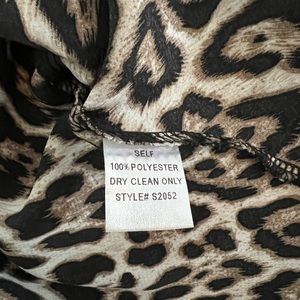 SELF
100% POLYESTER
DRY CLEAN ONLY
STYLE# S2052